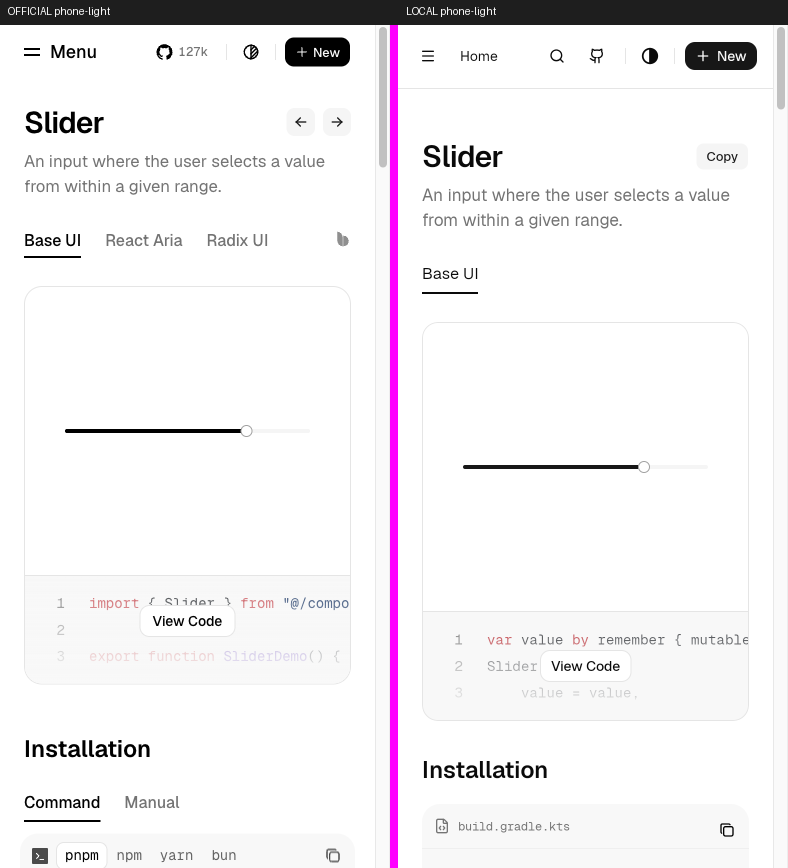 OFFICIAL phone-light
Menu
127k
New
Slider
An input where the user selects a value
from within a given range.
Base UI
React Aria
Radix UI
1 import { Slider } from "@/compo
2
View Code
3 export function SliderDemo() {
Installation
Command
Manual
pnpm
npm
yarn
bun
LOCAL phone-light
Home
New
Slider
Copy
An input where the user selects a value
from within a given range.
Base UI
1 var value by remember { mutable
2 Slider
View Code
3 value = value,
Installation
build.gradle.kts